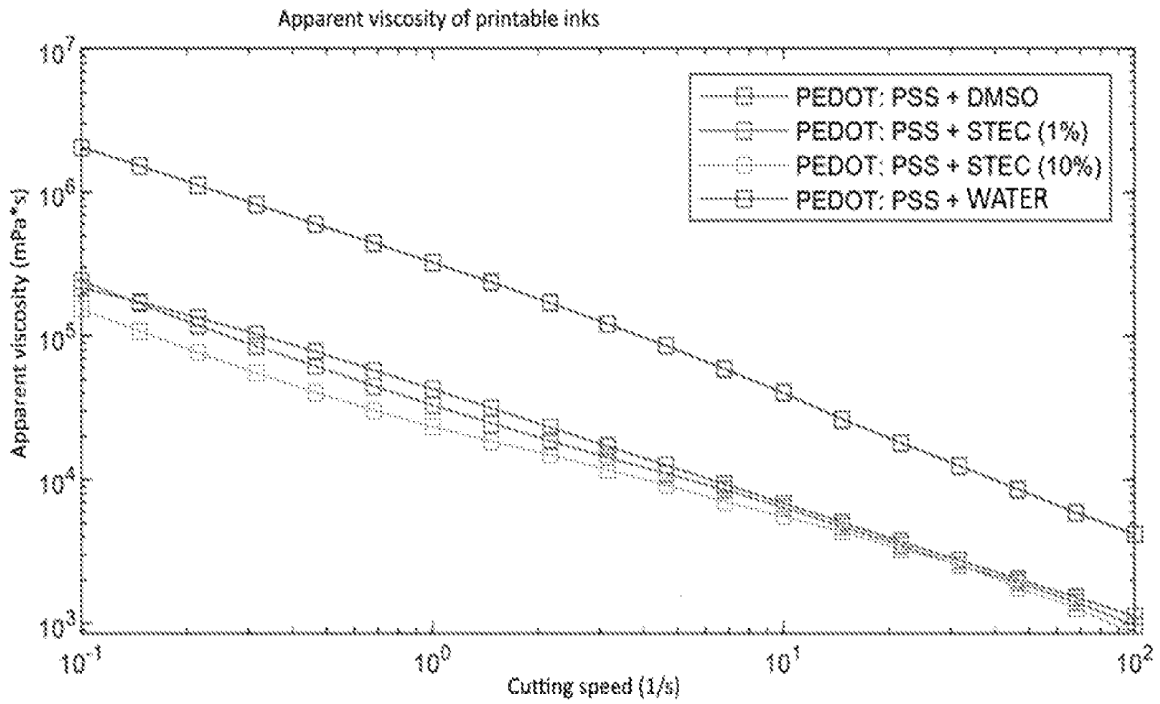 Apparent viscosity of printable inks
10^7
10^6
10^5
10^4
10^3
Apparent viscosity (mPa*s)
PEDOT: PSS + DMSO
PEDOT: PSS + STEC (1%)
PEDOT: PSS + STEC (10%)
PEDOT: PSS + WATER
10^-1
10^0
10^1
10^2
Cutting speed (1/s)